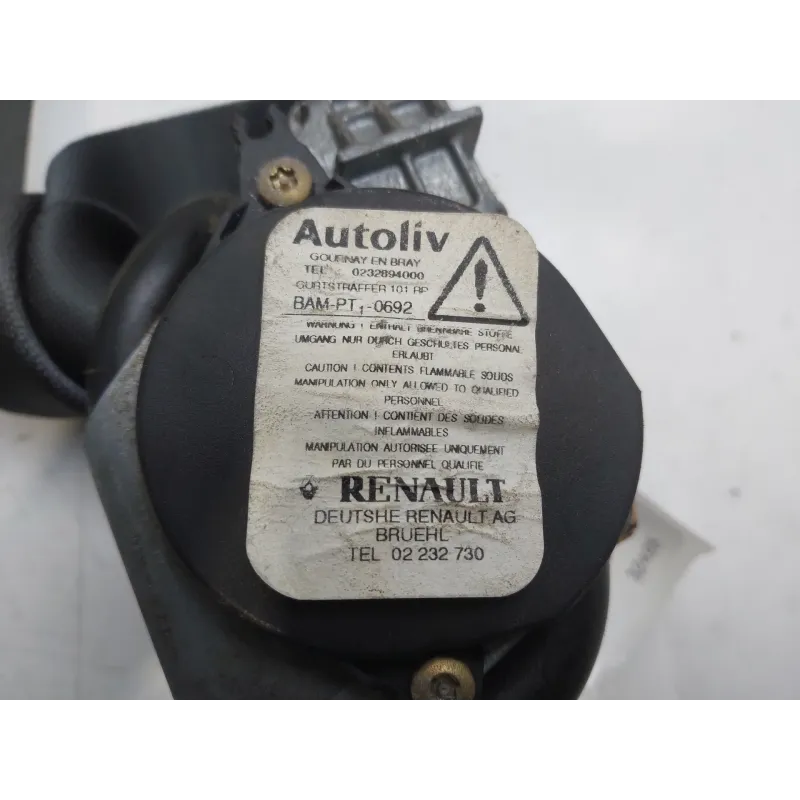 Autoliv
GOURNAY EN BRAY
TEL 0232894000
GURTSTRAFFER 101 RP
BAM-PT1-0692
WARNUNG ! ENTHALT BRENNBARE STOFFE
UMGANG NUR DURCH GESCHULTES PERSONAL
ERLAUBT
CAUTION ! CONTENTS FLAMMABLE SOLIDS
MANIPULATION ONLY ALLOWED TO QUALIFIED
PERSONNEL
ATTENTION ! CONTIENT DES SOLIDES
INFLAMMABLES
MANIPULATION AUTORISEE UNIQUEMENT
PAR DU PERSONNEL QUALIFIE
RENAULT
DEUTSHE RENAULT AG
BRUEHL
TEL 02 232 730